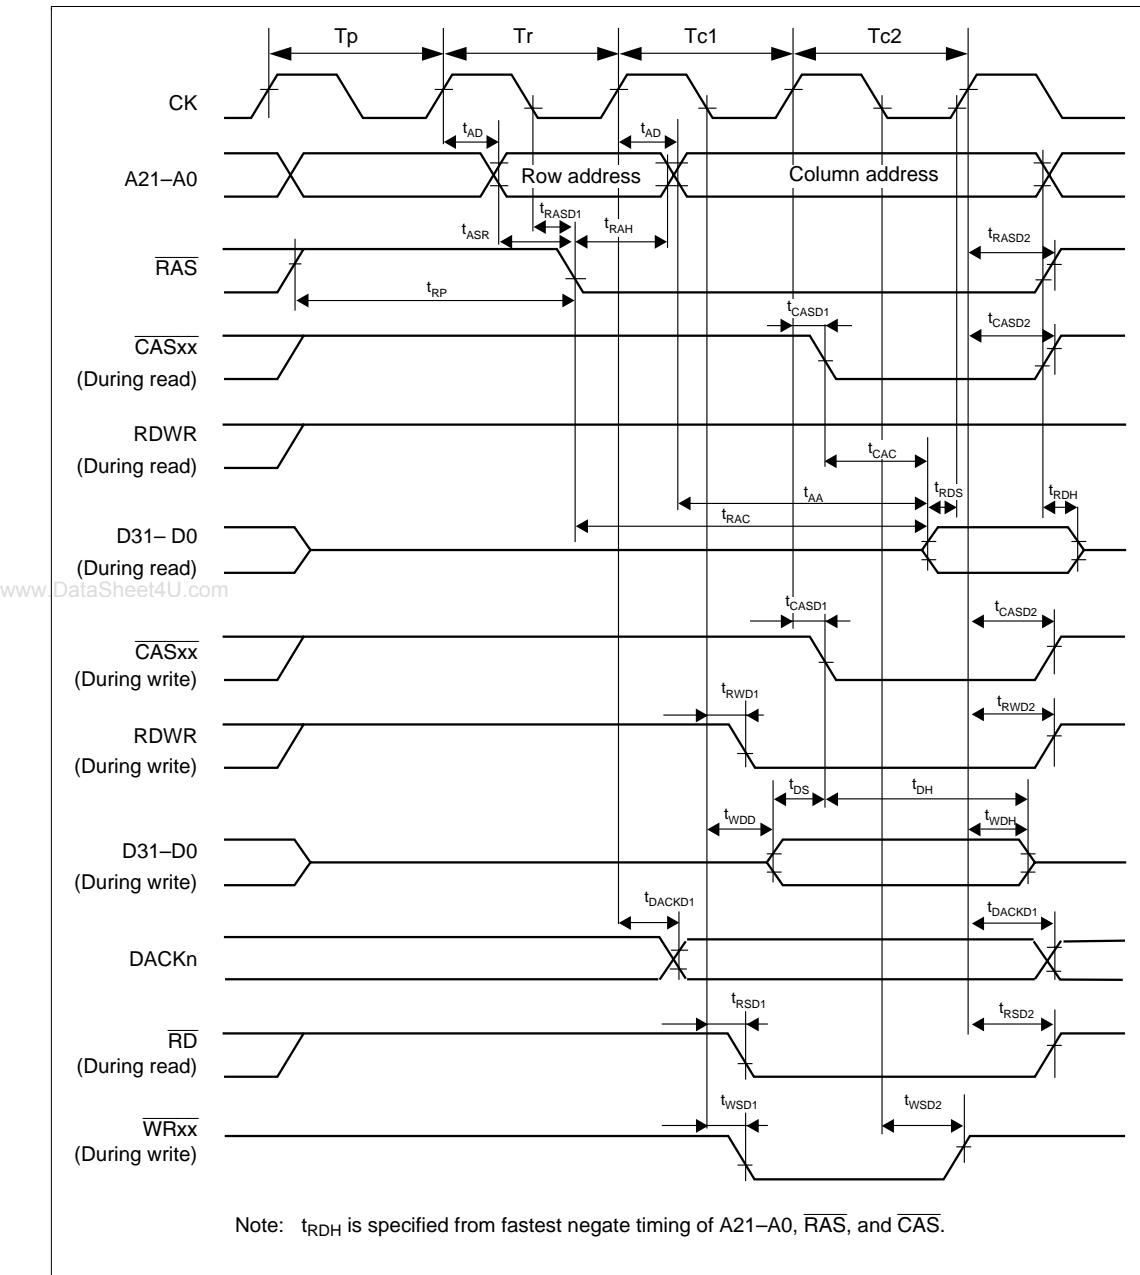 Tp Tr Tc1 Tc2
CK
tAD tAD
A21–A0 Row address Column address
tRASD1
tASR tRAH
tRASD2
RAS
tRP
tCASD1 tCASD2
CASxx
(During read)
RDWR
(During read)
tCAC
tRDS tRDH
tAA
tRAC
D31– D0
(During read)
www.DataSheet4U.com
tCASD1 tCASD2
CASxx
(During write)
tRWD1 tRWD2
RDWR
(During write)
tDS tDH
tWDD tWDH
D31–D0
(During write)
tDACKD1 tDACKD1
DACKn
tRSD1 tRSD2
RD
(During read)
tWSD1 tWSD2
WRxx
(During write)
Note: tRDH is specified from fastest negate timing of A21–A0, RAS, and CAS.